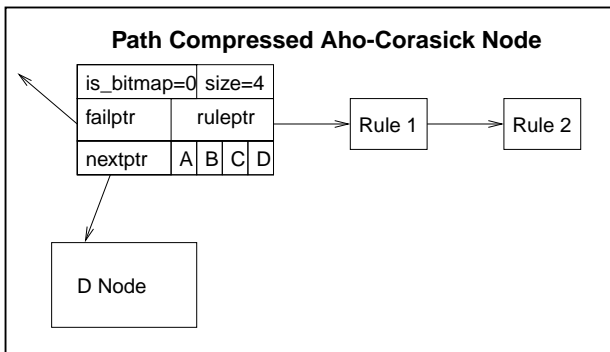 Path Compressed Aho-Corasick Node
is_bitmap=0 size=4
failptr ruleptr
Rule 1
Rule 2
nextptr A B C D
D Node